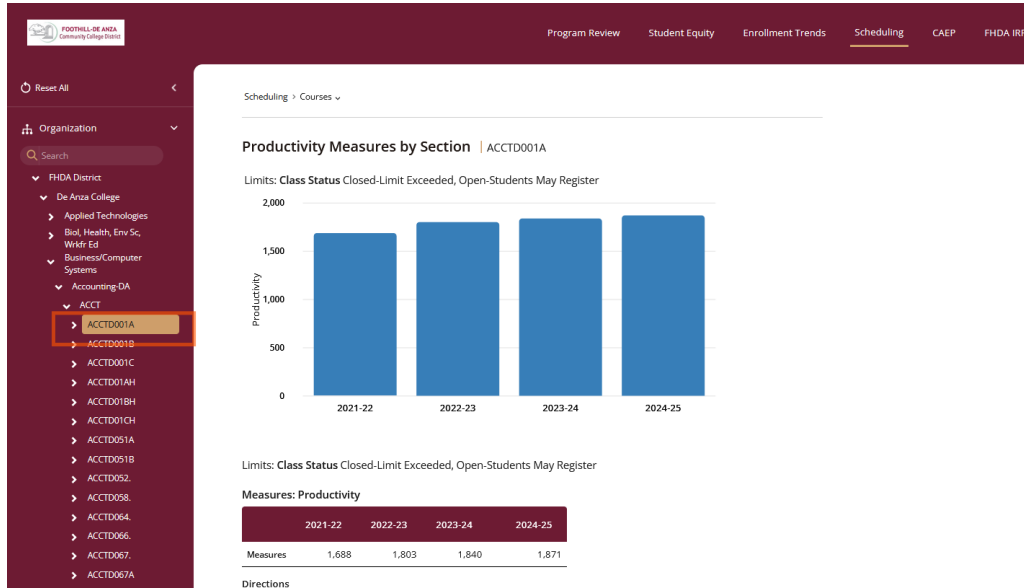 FOOTHILL-DE ANZA
Community College District
Program Review
Student Equity
Enrollment Trends
Scheduling
CAEP
FHDA IRP
Reset All
Organization
Search
FHDA District
De Anza College
Applied Technologies
Biol, Health, Env Sc,
Wrkfr Ed
Business/Computer
Systems
Accounting-DA
ACCT
ACCTD001A
ACCTD001B
ACCTD001C
ACCTD01AH
ACCTD01BH
ACCTD01CH
ACCTD051A
ACCTD051B
ACCTD052.
ACCTD058.
ACCTD064.
ACCTD066.
ACCTD067.
ACCTD067A
Scheduling > Courses
Productivity Measures by Section | ACCTD001A
Limits: Class Status Closed-Limit Exceeded, Open-Students May Register
2,000
1,500
1,000
500
0
Productivity
2021-22 2022-23 2023-24 2024-25
Limits: Class Status Closed-Limit Exceeded, Open-Students May Register
Measures: Productivity
2021-22 2022-23 2023-24 2024-25
Measures 1,688 1,803 1,840 1,871
Directions